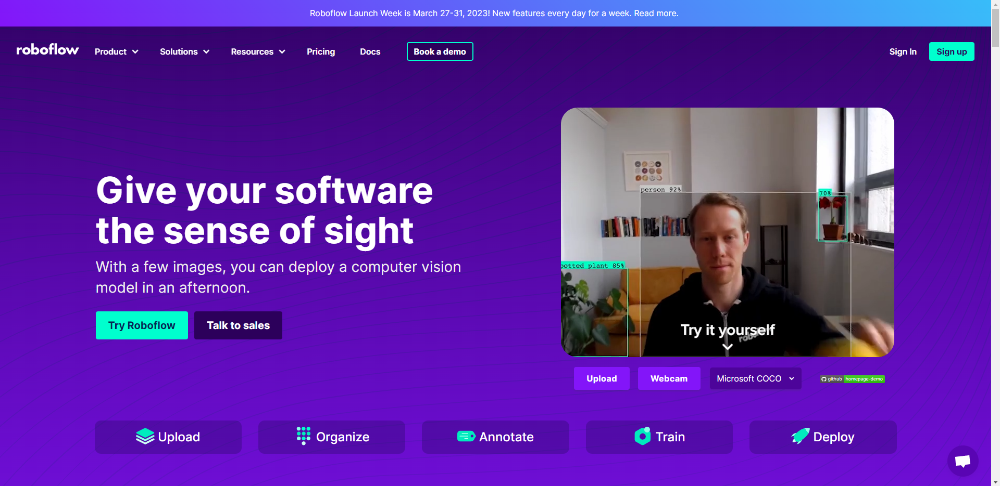 Roboflow Launch Week is March 27-31, 2023! New features every day for a week. Read more.
roboflow Product Solutions Resources Pricing Docs Book a demo Sign In Sign up
Give your software
the sense of sight
With a few images, you can deploy a computer vision
model in an afternoon.
Try Roboflow Talk to sales
person 92%
70%
potted plant 85%
Try it yourself
roboflow
Upload Webcam Microsoft COCO github homepage-demo
Upload Organize Annotate Train Deploy